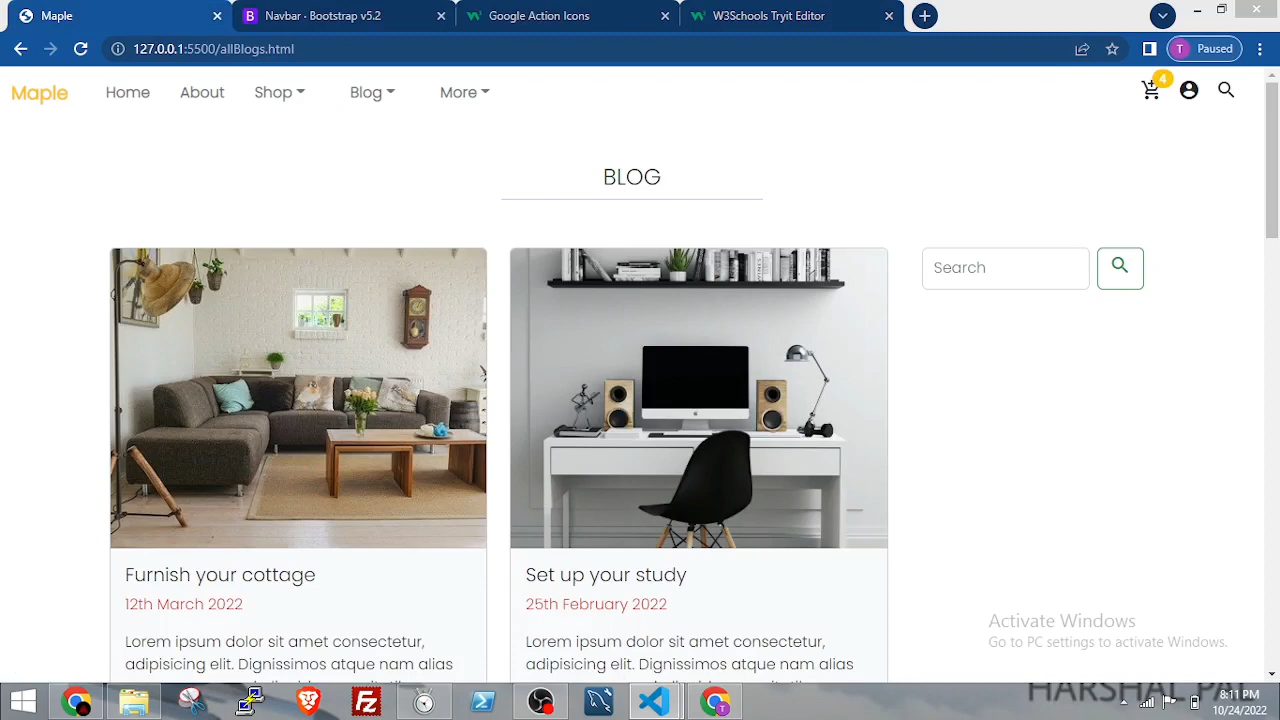 Maple
Navbar - Bootstrap v5.2
Google Action Icons
W3Schools Tryit Editor
127.0.0.1:5500/allBlogs.html
T Paused
Maple
Home
About
Shop
Blog
More
4
BLOG
Search
Furnish your cottage
12th March 2022
Lorem ipsum dolor sit amet consectetur,
adipisicing elit. Dignissimos atque nam alias
Set up your study
25th February 2022
Lorem ipsum dolor sit amet consectetur,
adipisicing elit. Dignissimos atque nam alias
Activate Windows
Go to PC settings to activate Windows.
HARSHAL
8:11 PM
10/24/2022